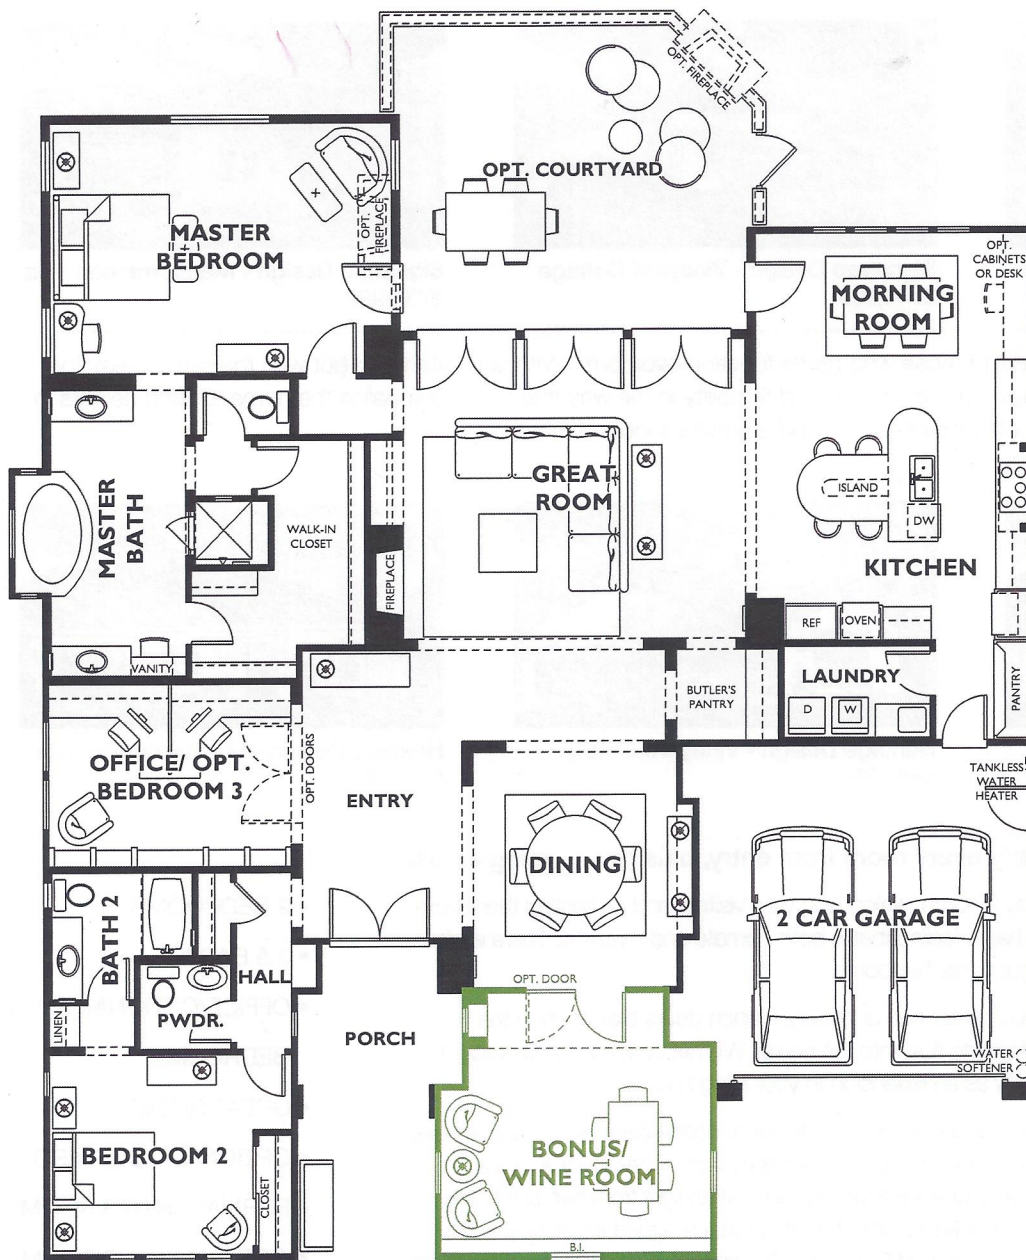 OPT. FIREPLACE
OPT. COURTYARD
MASTER
BEDROOM
OPT.
FIREPLACE
OPT.
CABINETS
OR DESK
MORNING
ROOM
MASTER
BATH
WALK-IN
CLOSET
GREAT
ROOM
ISLAND
DW
FIREPLACE
KITCHEN
REF
OVEN
VANITY
BUTLER'S
PANTRY
LAUNDRY
D
W
PANTRY
OFFICE/ OPT.
BEDROOM 3
OPT. DOORS
ENTRY
TANKLESS
WATER
HEATER
DINING
2 CAR GARAGE
BATH 2
HALL
LINEN
PWDR.
OPT. DOOR
PORCH
WATER
SOFTENER
BEDROOM 2
CLOSET
BONUS/
WINE ROOM
B.I.